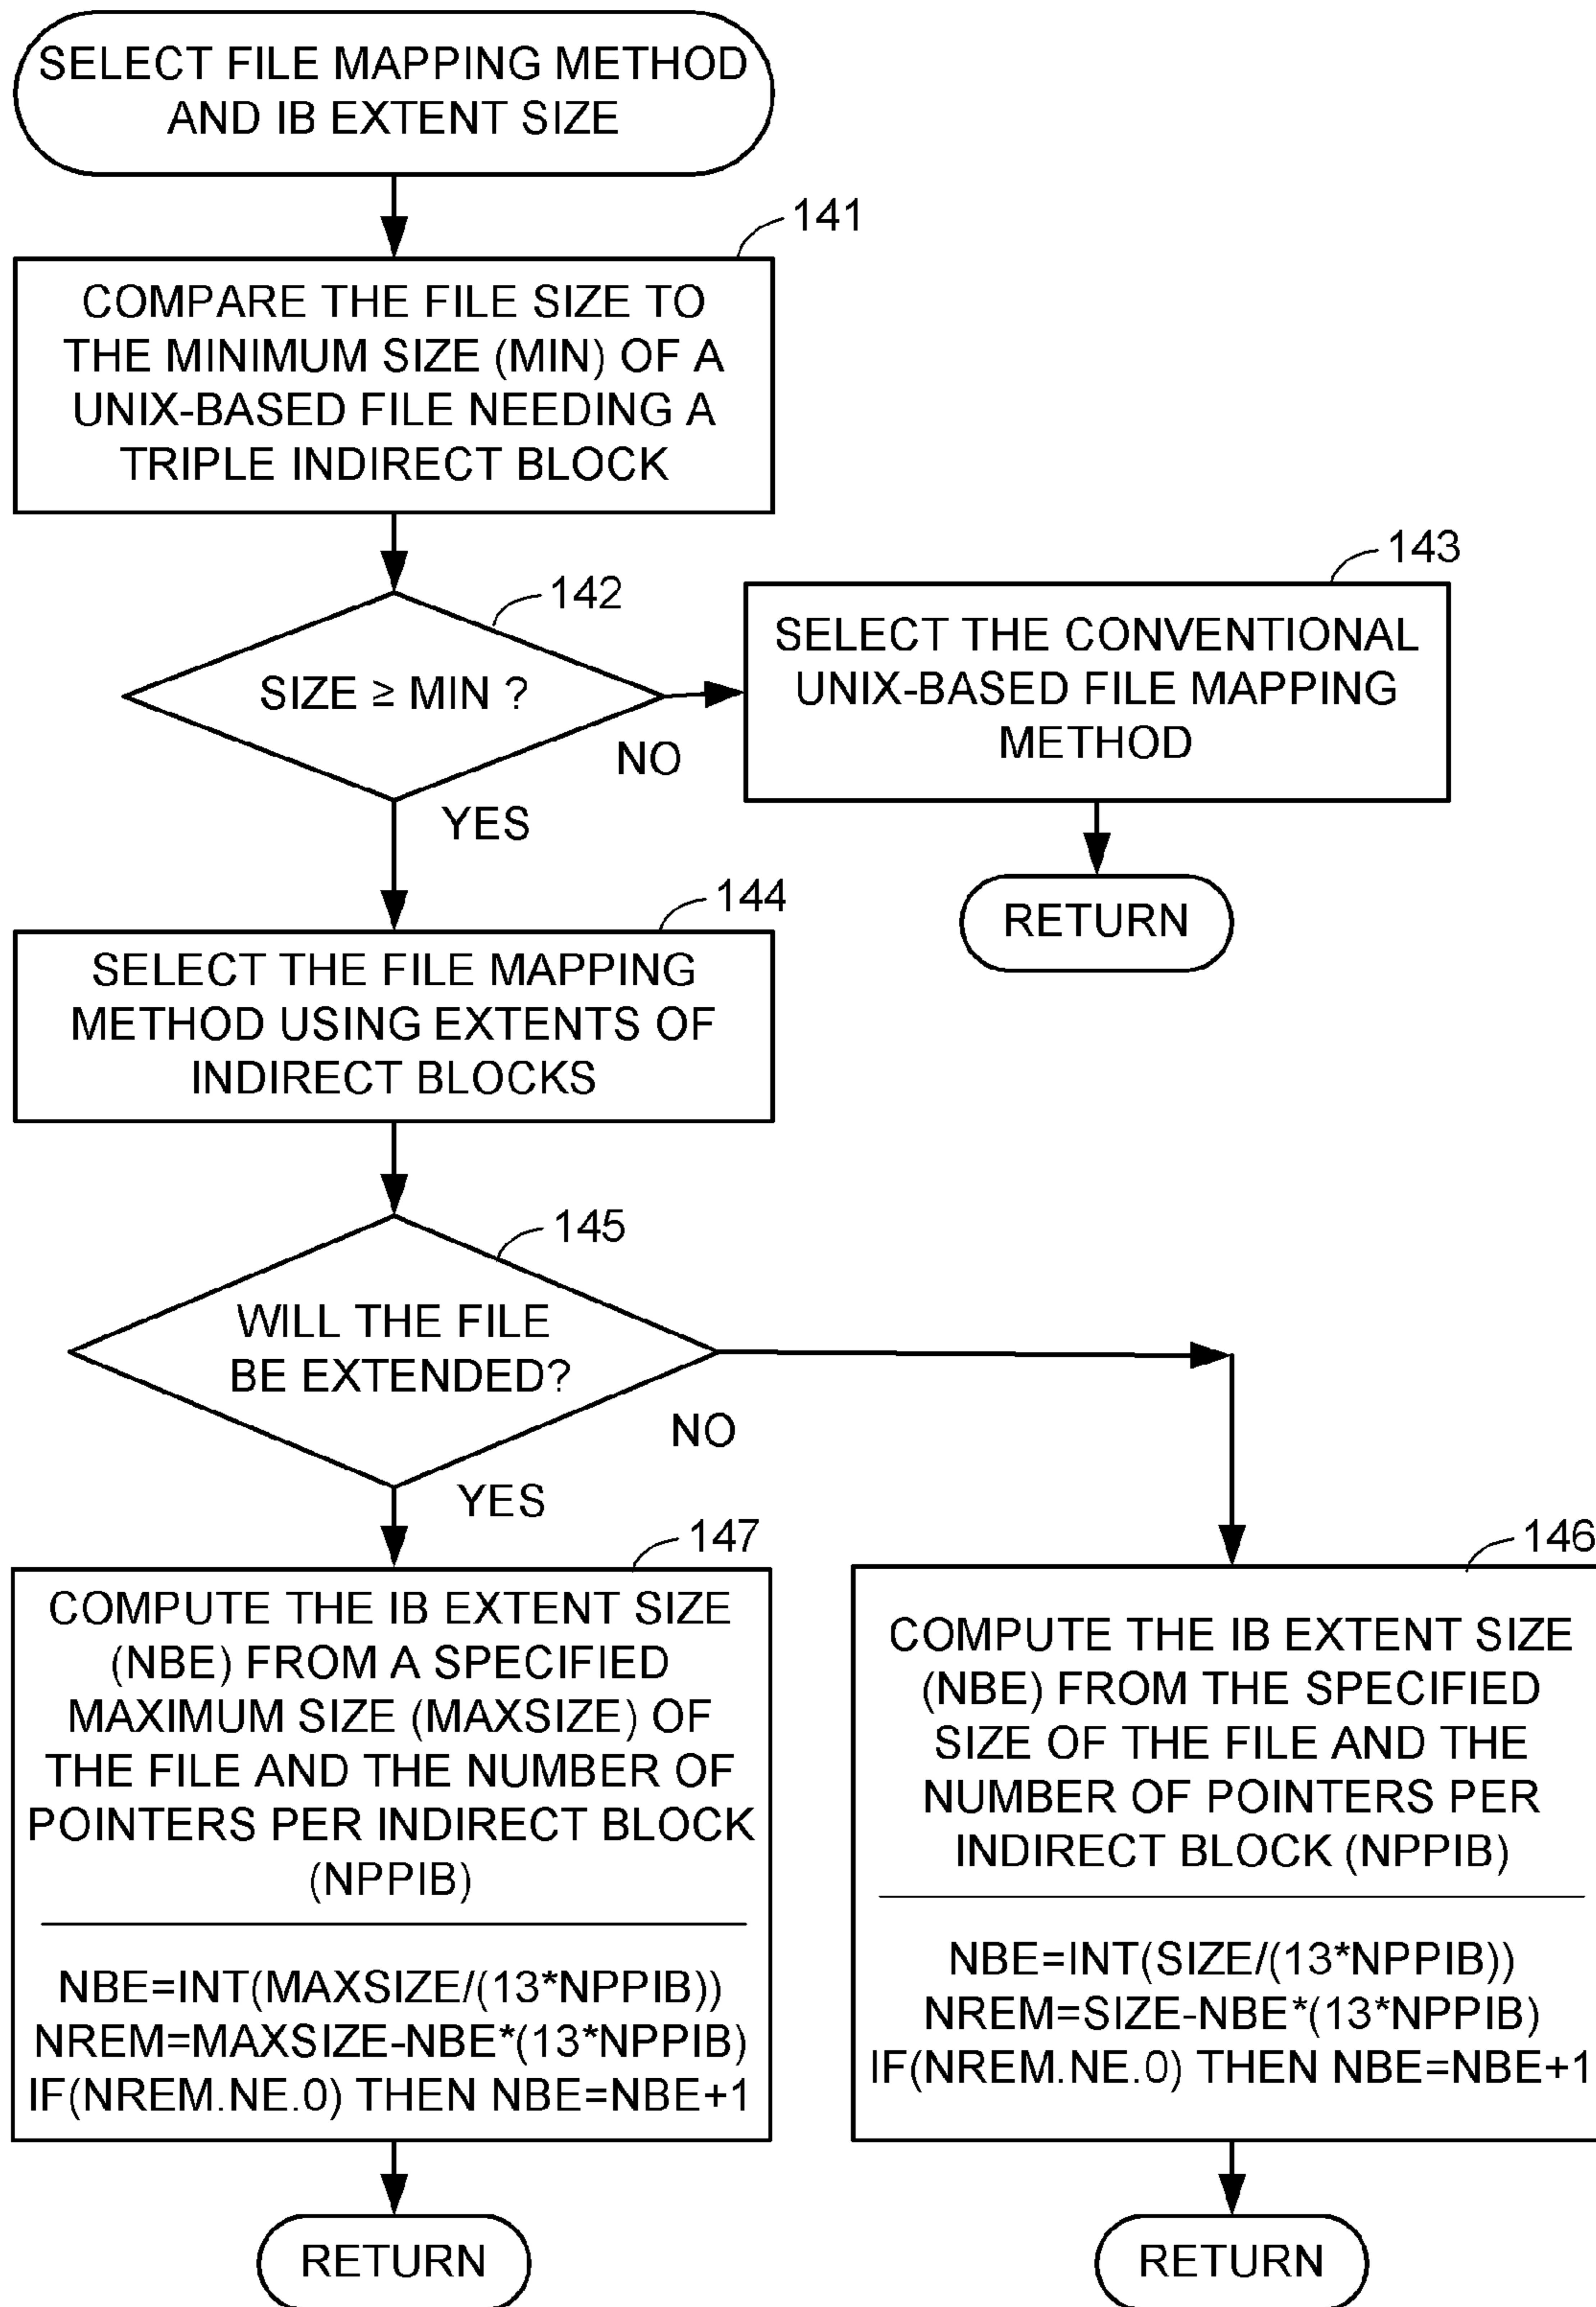 SELECT FILE MAPPING METHOD
AND IB EXTENT SIZE
141
COMPARE THE FILE SIZE TO
THE MINIMUM SIZE (MIN) OF A
UNIX-BASED FILE NEEDING A
TRIPLE INDIRECT BLOCK
142
SIZE ≥ MIN ?
NO
YES
143
SELECT THE CONVENTIONAL
UNIX-BASED FILE MAPPING
METHOD
RETURN
144
SELECT THE FILE MAPPING
METHOD USING EXTENTS OF
INDIRECT BLOCKS
145
WILL THE FILE
BE EXTENDED?
NO
YES
147
COMPUTE THE IB EXTENT SIZE
(NBE) FROM A SPECIFIED
MAXIMUM SIZE (MAXSIZE) OF
THE FILE AND THE NUMBER OF
POINTERS PER INDIRECT BLOCK
(NPPIB)
NBE=INT(MAXSIZE/(13*NPPIB))
NREM=MAXSIZE-NBE*(13*NPPIB)
IF(NREM.NE.0) THEN NBE=NBE+1
RETURN
146
COMPUTE THE IB EXTENT SIZE
(NBE) FROM THE SPECIFIED
SIZE OF THE FILE AND THE
NUMBER OF POINTERS PER
INDIRECT BLOCK (NPPIB)
NBE=INT(SIZE/(13*NPPIB))
NREM=SIZE-NBE*(13*NPPIB)
IF(NREM.NE.0) THEN NBE=NBE+1
RETURN